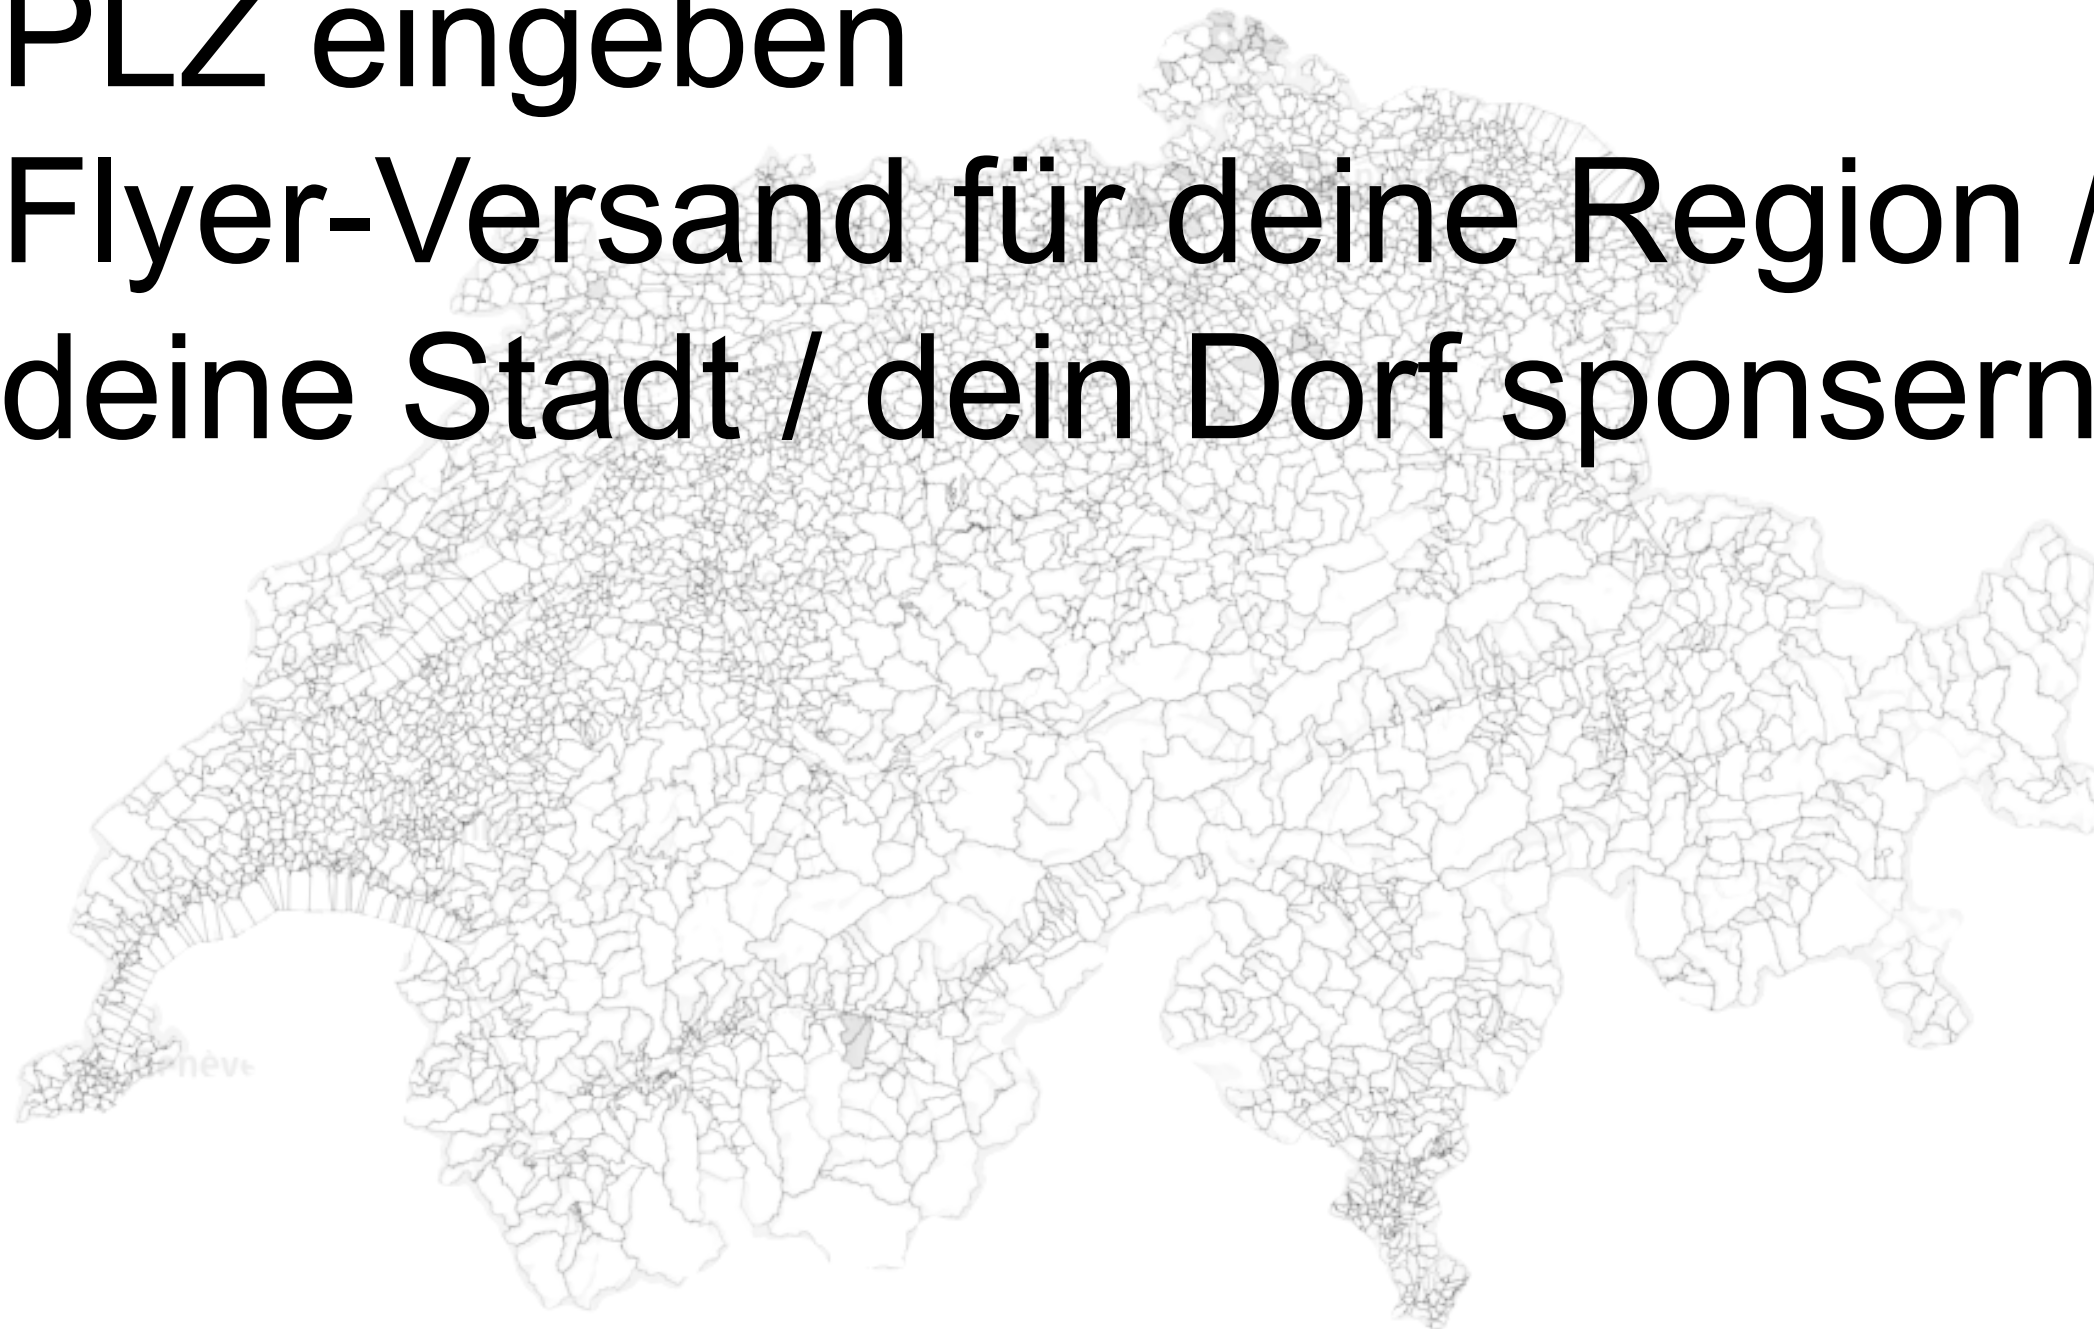 PLZ eingeben
Flyer-Versand für deine Region /
deine Stadt / dein Dorf sponsern